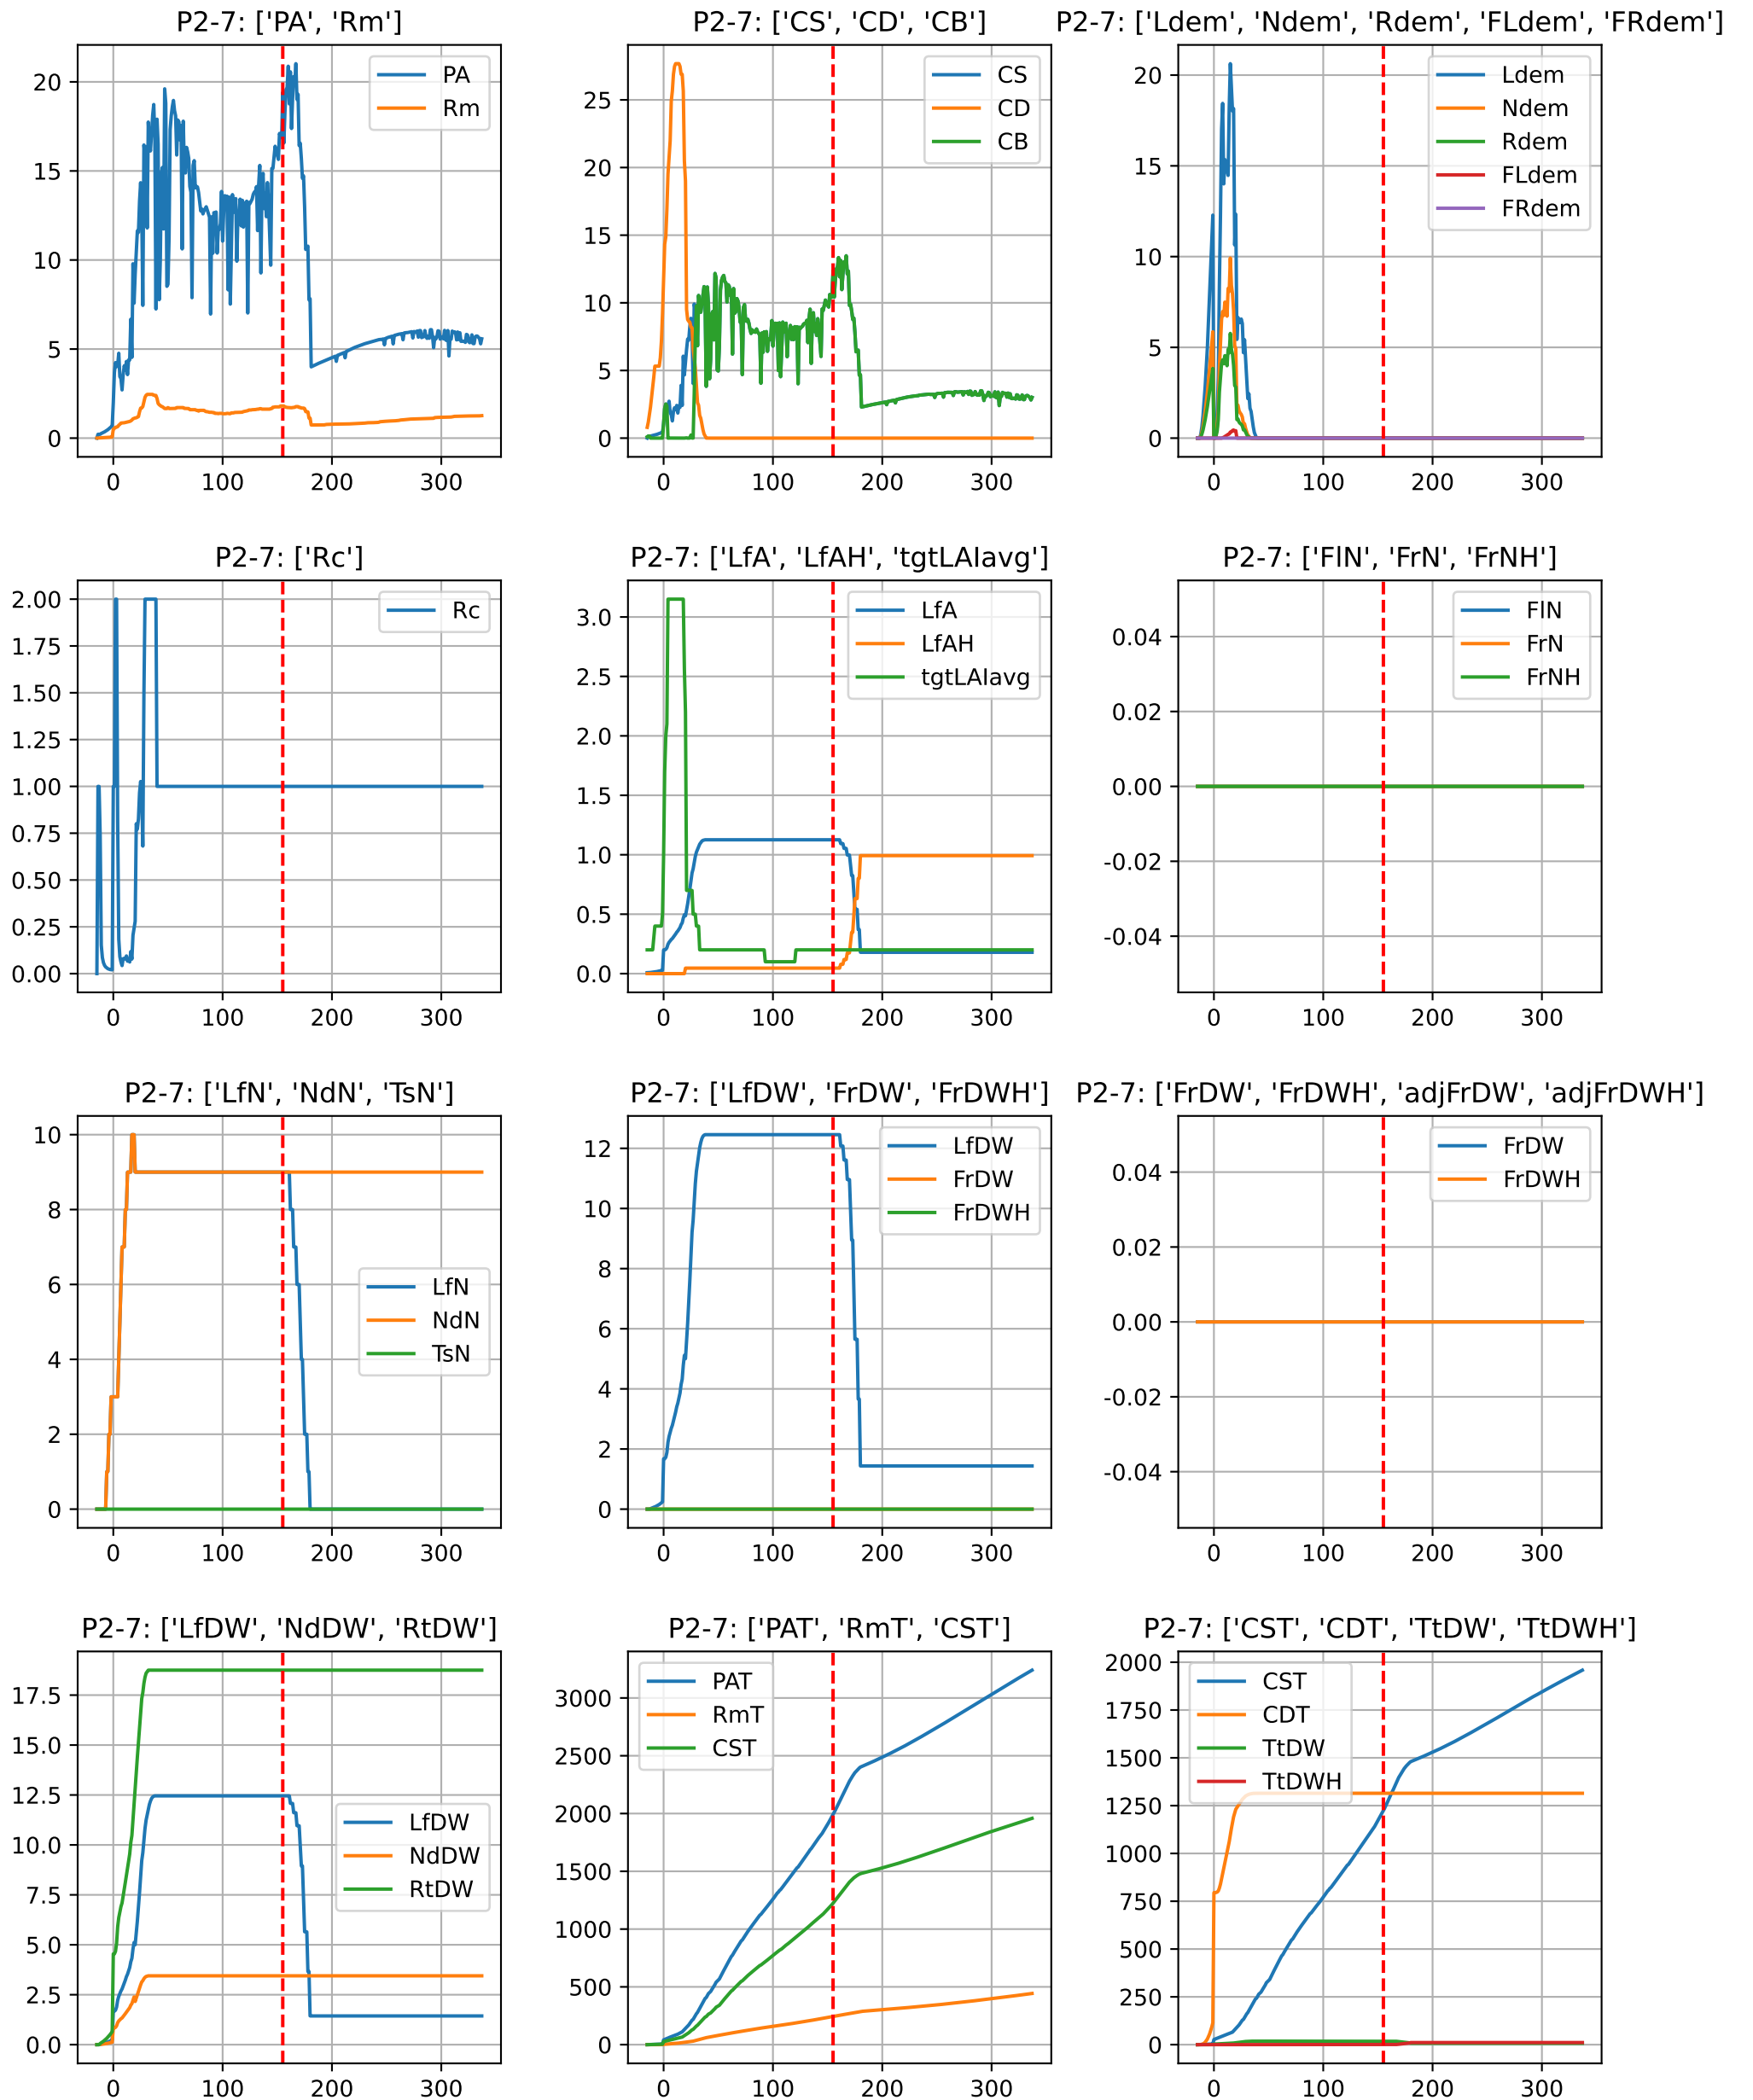 P2-7: ['PA', 'Rm']
20
15
10
5
0
0 100 200 300
PA
Rm
P2-7: ['CS', 'CD', 'CB']
25
20
15
10
5
0
0 100 200 300
CS
CD
CB
P2-7: ['Ldem', 'Ndem', 'Rdem', 'FLdem', 'FRdem']
20
15
10
5
0
0 100 200 300
Ldem
Ndem
Rdem
FLdem
FRdem
P2-7: ['Rc']
2.00
1.75
1.50
1.25
1.00
0.75
0.50
0.25
0.00
0 100 200 300
Rc
P2-7: ['LfA', 'LfAH', 'tgtLAIavg']
3.0
2.5
2.0
1.5
1.0
0.5
0.0
0 100 200 300
LfA
LfAH
tgtLAIavg
P2-7: ['FlN', 'FrN', 'FrNH']
0.04
0.02
0.00
-0.02
-0.04
0 100 200 300
FlN
FrN
FrNH
P2-7: ['LfN', 'NdN', 'TsN']
10
8
6
4
2
0
0 100 200 300
LfN
NdN
TsN
P2-7: ['LfDW', 'FrDW', 'FrDWH']
12
10
8
6
4
2
0
0 100 200 300
LfDW
FrDW
FrDWH
P2-7: ['FrDW', 'FrDWH', 'adjFrDW', 'adjFrDWH']
0.04
0.02
0.00
-0.02
-0.04
0 100 200 300
FrDW
FrDWH
P2-7: ['LfDW', 'NdDW', 'RtDW']
17.5
15.0
12.5
10.0
7.5
5.0
2.5
0.0
0 100 200 300
LfDW
NdDW
RtDW
P2-7: ['PAT', 'RmT', 'CST']
3000
2500
2000
1500
1000
500
0
0 100 200 300
PAT
RmT
CST
P2-7: ['CST', 'CDT', 'TtDW', 'TtDWH']
2000
1750
1500
1250
1000
750
500
250
0
0 100 200 300
CST
CDT
TtDW
TtDWH